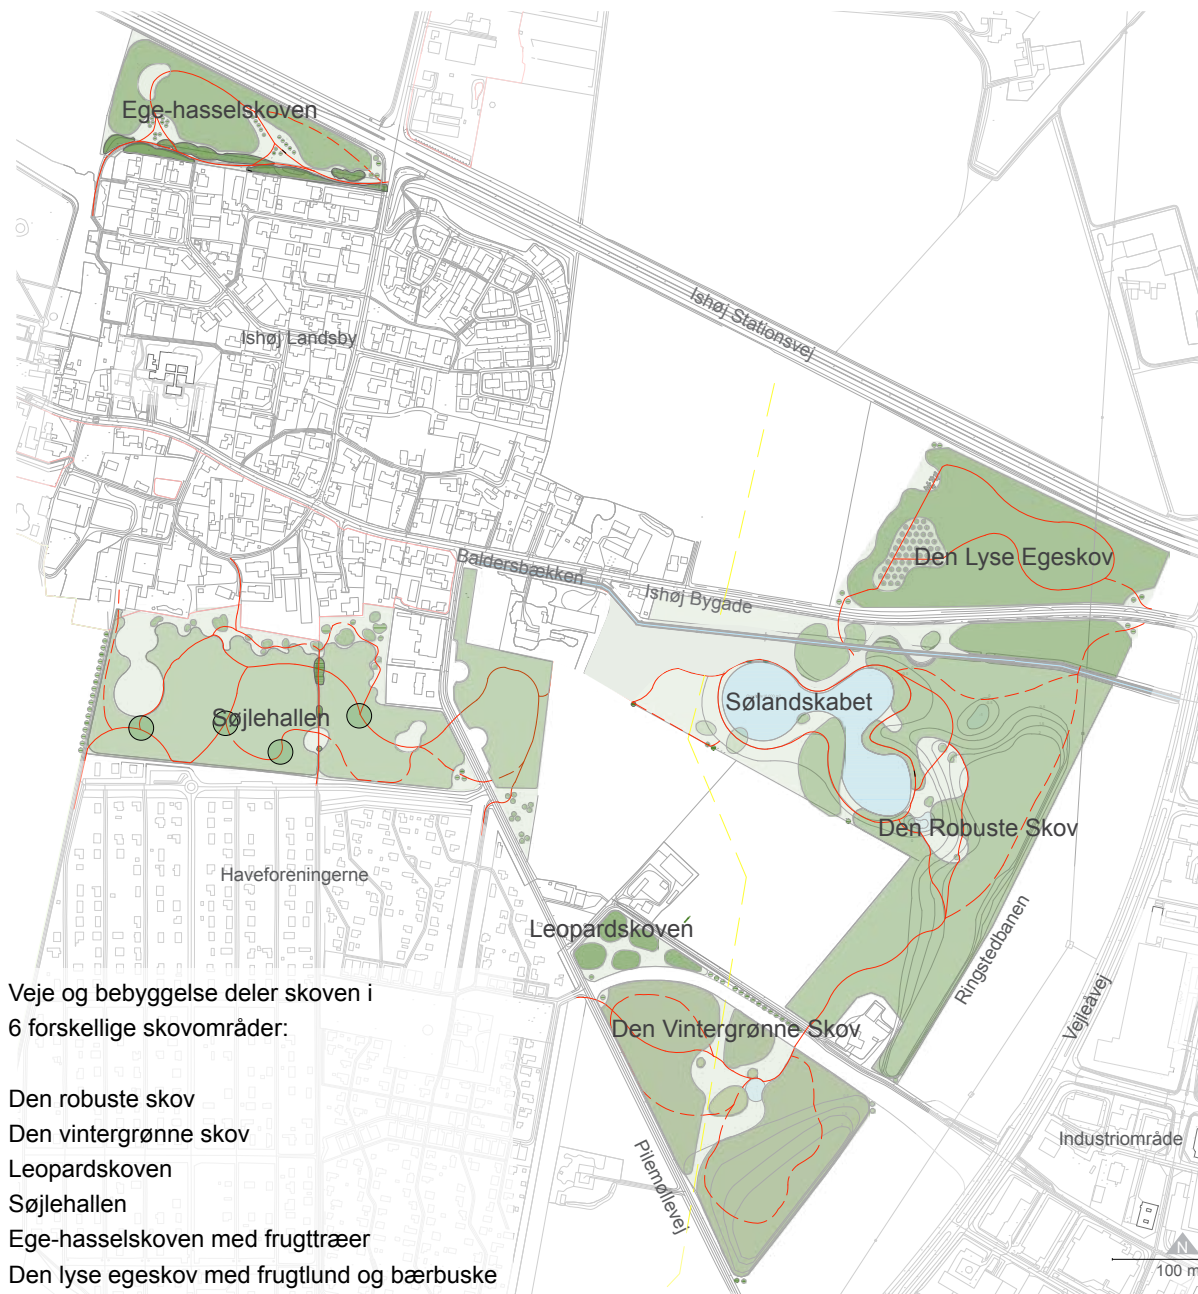 Ege-hasselskoven
Ishøj Stationsvej
Ishøj Landsby
Den Lyse Egeskov
Baldersbækken
Ishøj Bygade
Sølandskabet
Søjlehallen
Den Robuste Skov
Haveforeningerne
Leopardskoven
Ringstedbanen
Vejleåvej
Den Vintergrønne Skov
Pilemøllevej
Industriområde
N
100 m
Veje og bebyggelse deler skoven i
6 forskellige skovområder:
Den robuste skov
Den vintergrønne skov
Leopardskoven
Søjlehallen
Ege-hasselskoven med frugttræer
Den lyse egeskov med frugtlund og bærbuske